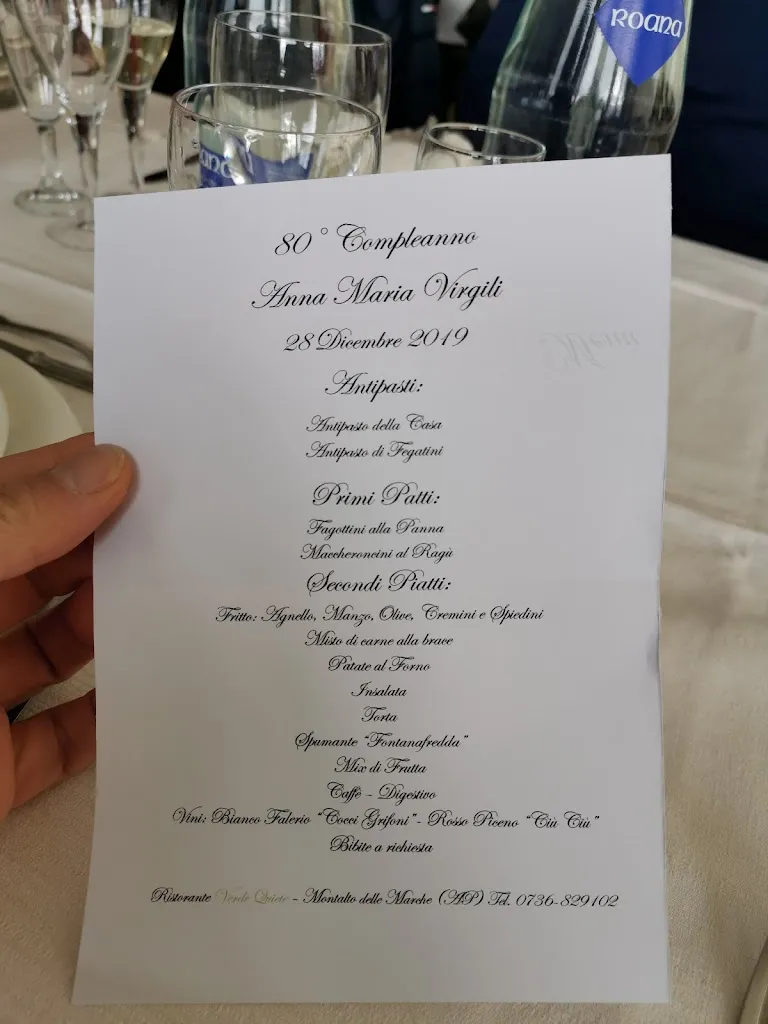 ROANA
80° Compleanno
Anna Maria Virgili
28 Dicembre 2019
Menù
Antipasti:
Antipasto della Casa
Antipasto di Fegatini
Primi Patti:
Fagottini alla Panna
Maccheroncini al Ragù
Secondi Piatti:
Fritto: Agnello, Manzo, Olive, Cremini e Spiedini
Misto di carne alla brace
Patate al Forno
Insalata
Torta
Spumante “Fontanafredda”
Mix di Frutta
Caffè - Digestivo
Vini: Bianco Falerio “Cocci Grifoni”- Rosso Piceno “Ciù Ciù”
Bibite a richiesta
Ristorante Verde Quiete - Montalto delle Marche (AP) Tel. 0736-829102